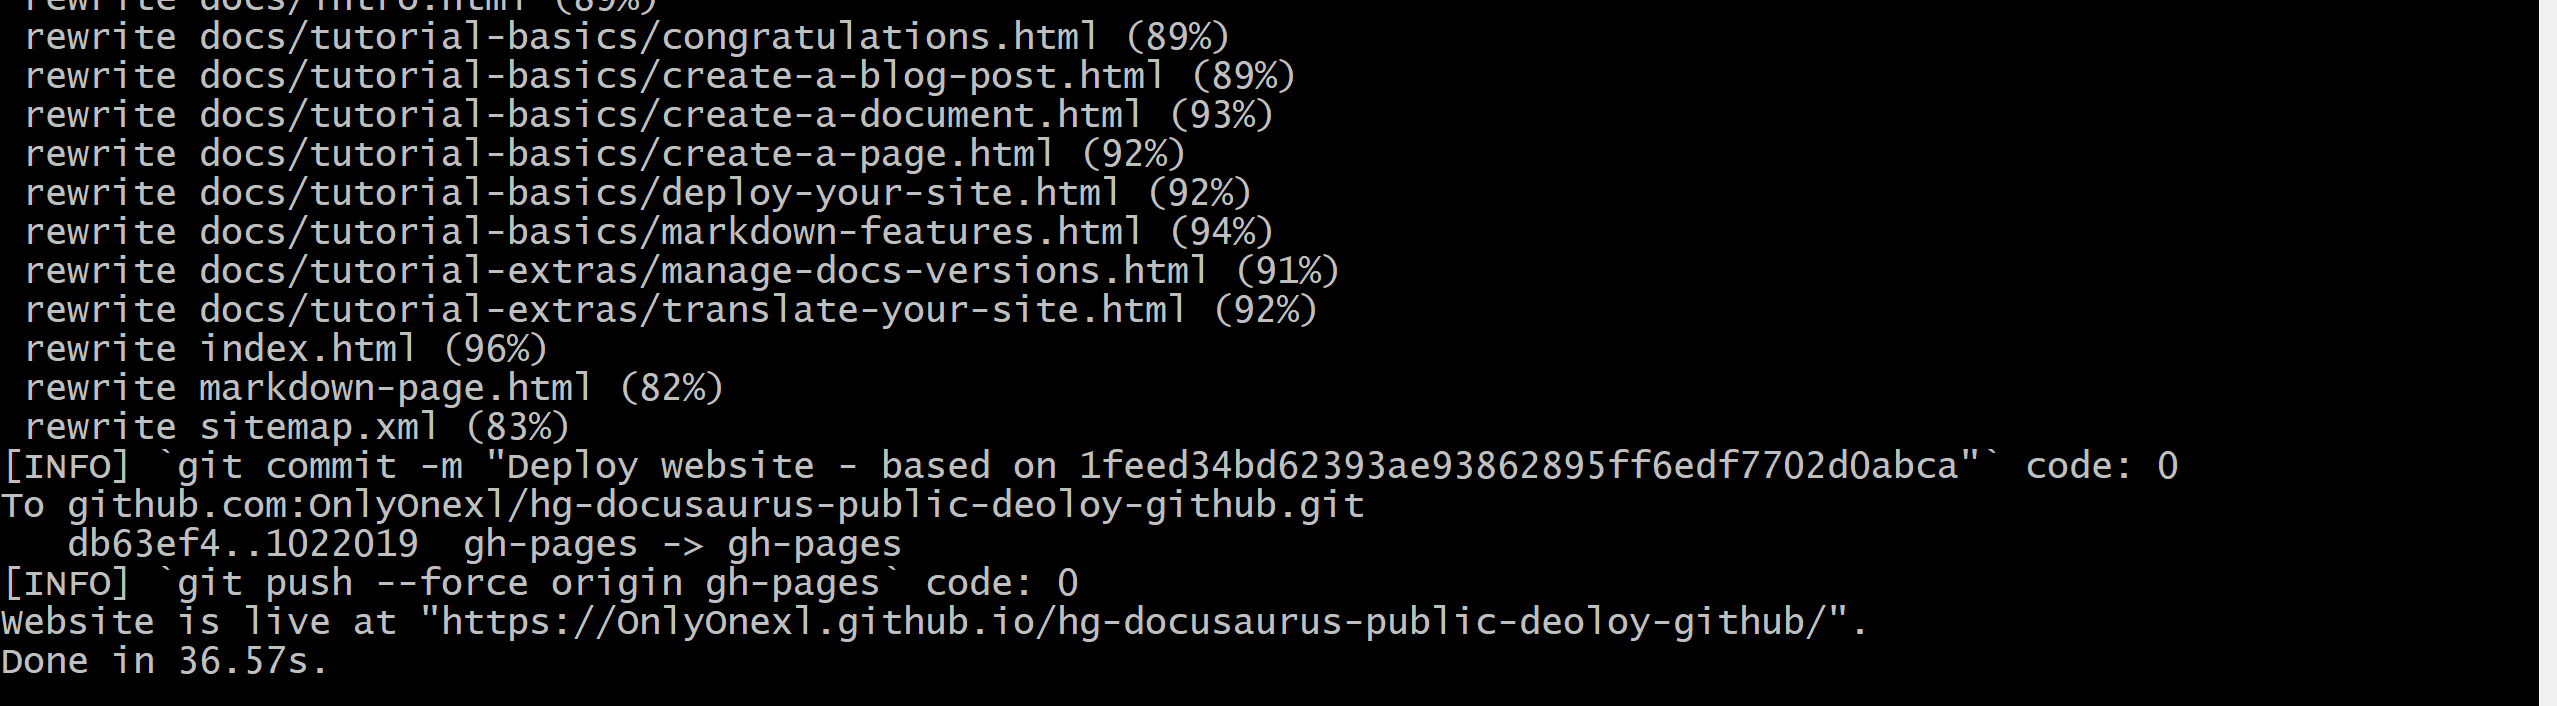 rewrite docs/intro.html (89%)
rewrite docs/tutorial-basics/congratulations.html (89%)
rewrite docs/tutorial-basics/create-a-blog-post.html (89%)
rewrite docs/tutorial-basics/create-a-document.html (93%)
rewrite docs/tutorial-basics/create-a-page.html (92%)
rewrite docs/tutorial-basics/deploy-your-site.html (92%)
rewrite docs/tutorial-basics/markdown-features.html (94%)
rewrite docs/tutorial-extras/manage-docs-versions.html (91%)
rewrite docs/tutorial-extras/translate-your-site.html (92%)
rewrite index.html (96%)
rewrite markdown-page.html (82%)
rewrite sitemap.xml (83%)
[INFO] `git commit -m "Deploy website - based on 1feed34bd62393ae93862895ff6edf7702d0abca"` code: 0
To github.com:OnlyOnexl/hg-docusaurus-public-deoloy-github.git
db63ef4..1022019  gh-pages -> gh-pages
[INFO] `git push --force origin gh-pages` code: 0
Website is live at "https://OnlyOnexl.github.io/hg-docusaurus-public-deoloy-github/".
Done in 36.57s.